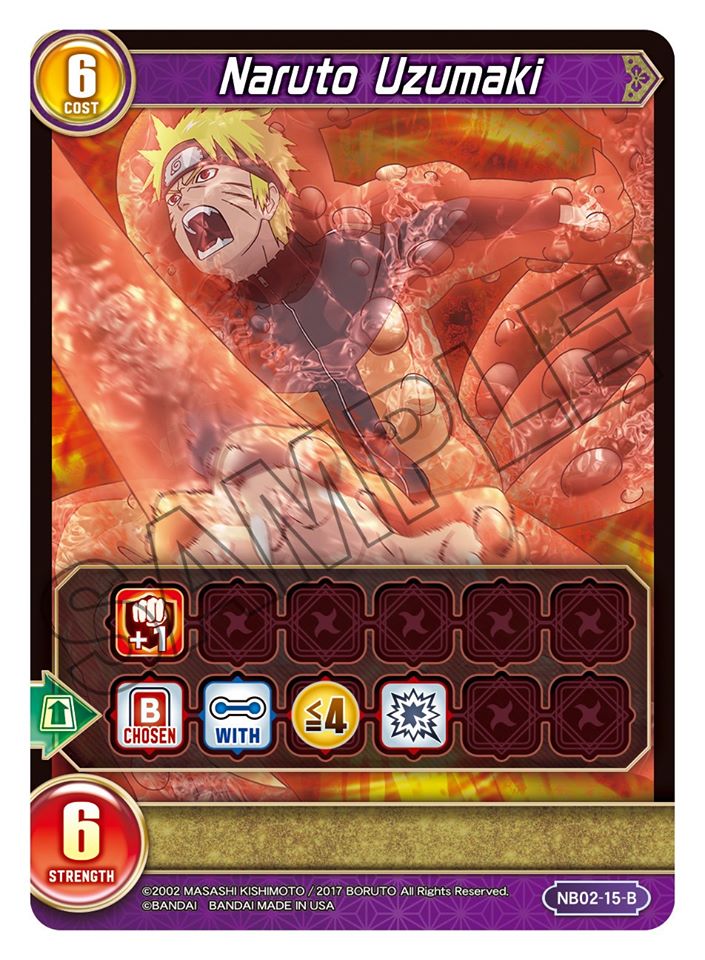 6
COST
Naruto Uzumaki
SAMPLE
+1
B
CHOSEN
WITH
≦4
6
STRENGTH
©2002 MASASHI KISHIMOTO / 2017 BORUTO All Rights Reserved.
©BANDAI BANDAI MADE IN USA
NB02-15-B